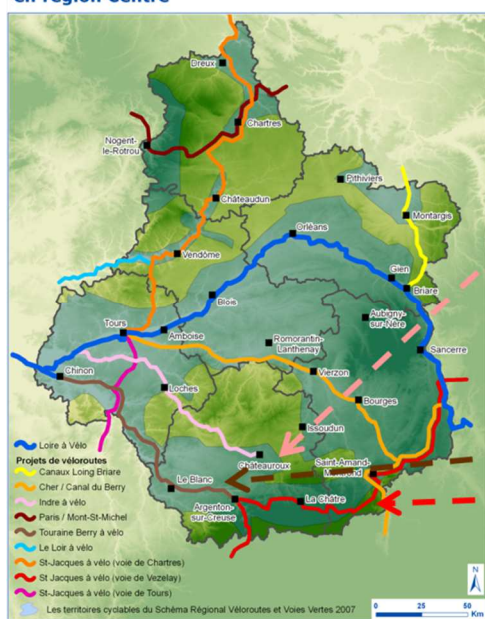 en région Centre
Dreux
Chartres
Nogent-
le-Rotrou
Pithiviers
Châteaudun
Montargis
Orléans
Vendôme
Gien
Briare
Blois
Tours
Amboise
Aubigny-
sur-Nère
Romorantin-
Lanthenay
Sancerre
Chinon
Vierzon
Loches
Bourges
Issoudun
Châteauroux
Saint-Amand-
Montrond
Le Blanc
La Châtre
Argenton-
sur-Creuse
Loire à Vélo
Projets de véloroutes
Canaux Loing Briare
Cher / Canal du Berry
Indre à vélo
Paris / Mont-St-Michel
Touraine Berry à vélo
Le Loir à vélo
St-Jacques à vélo (voie de Chartres)
St Jacques à vélo (voie de Vezelay)
St-Jacques à vélo (voie de Tours)
Les territoires cyclables du Schéma Régional Véloroutes et Voies Vertes 2007
N
0 25 50
Km